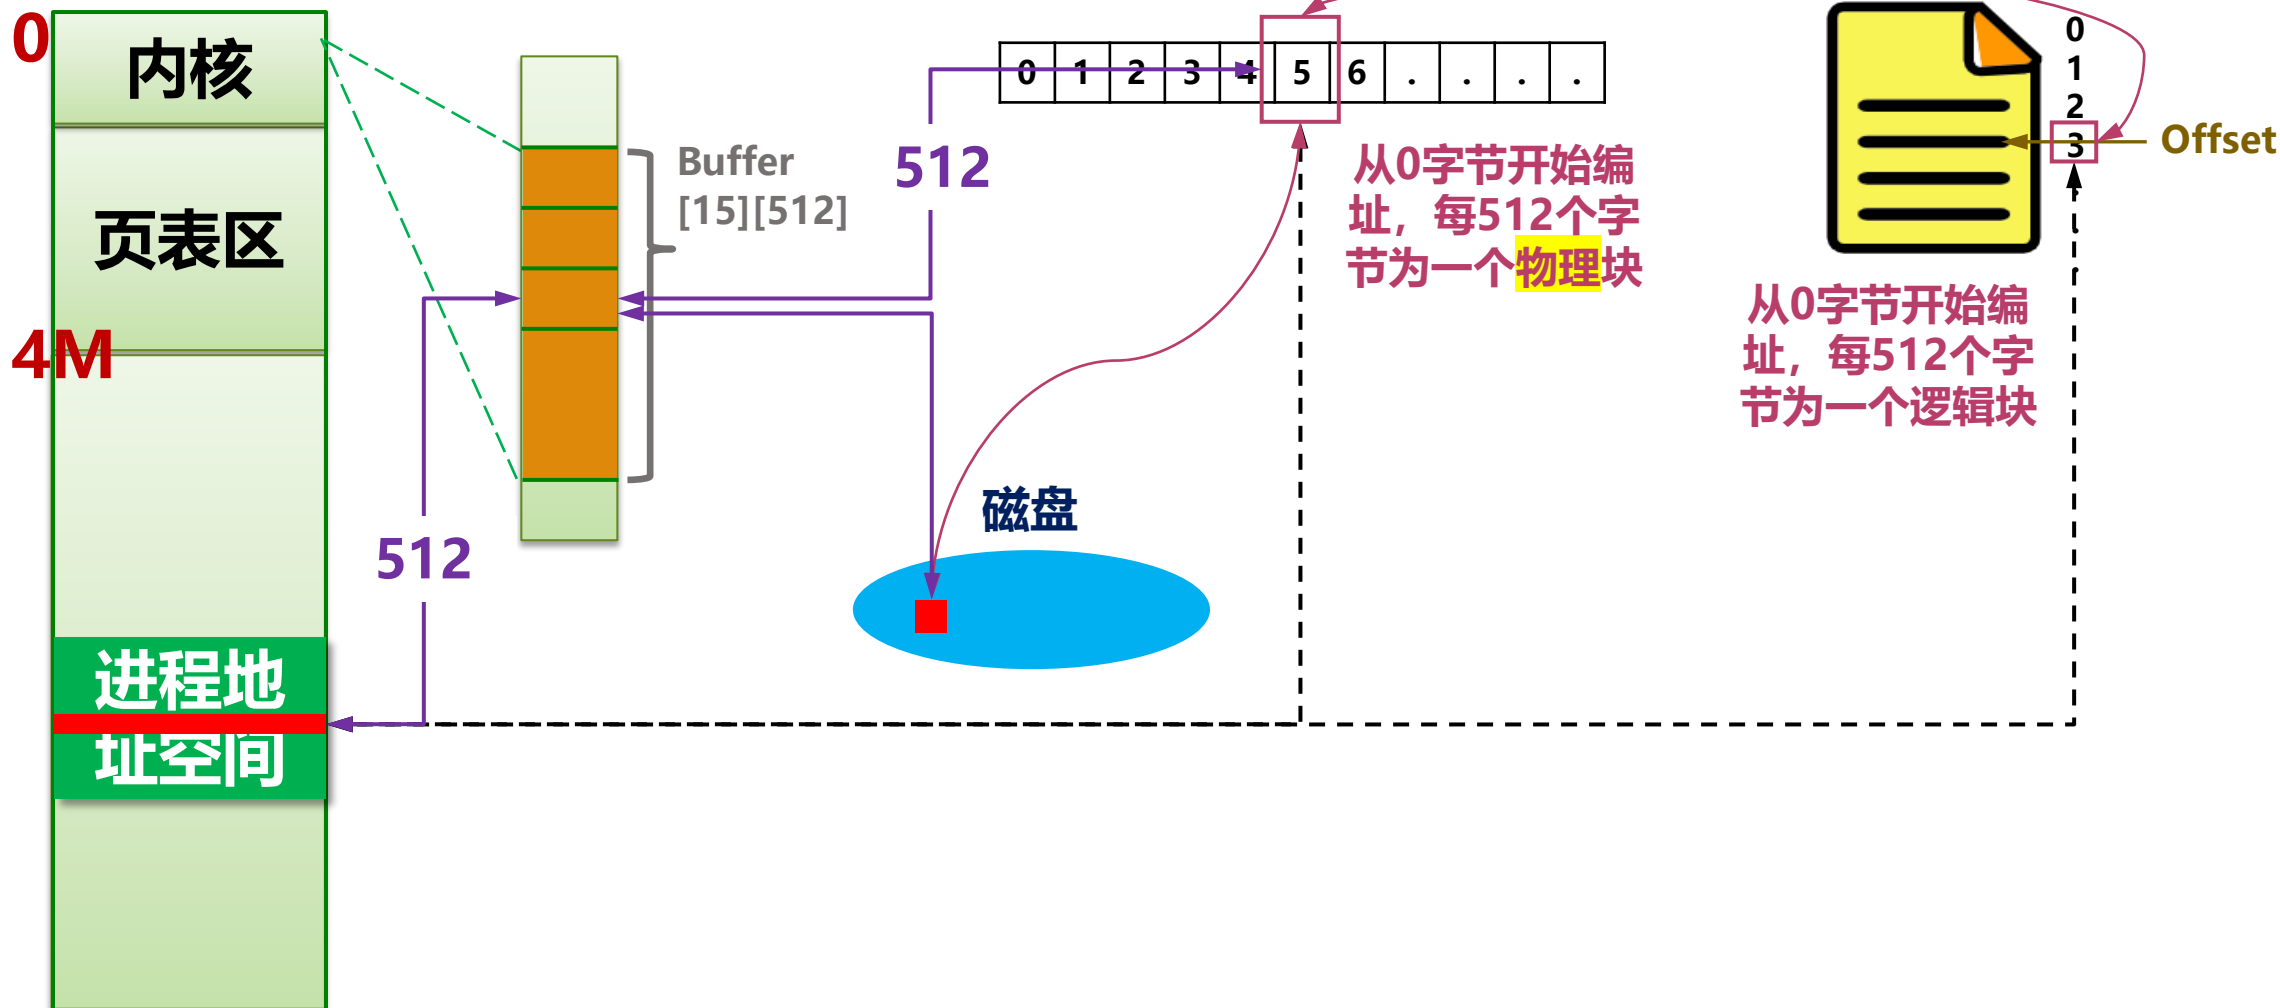 0
内核
页表区
4M
进程地
址空间
512
Buffer
[15][512]
512
0 1 2 3 4 5 6 . . . .
从0字节开始编
址，每512个字
节为一个物理块
磁盘
0
1
2
3
Offset
从0字节开始编
址，每512个字
节为一个逻辑块